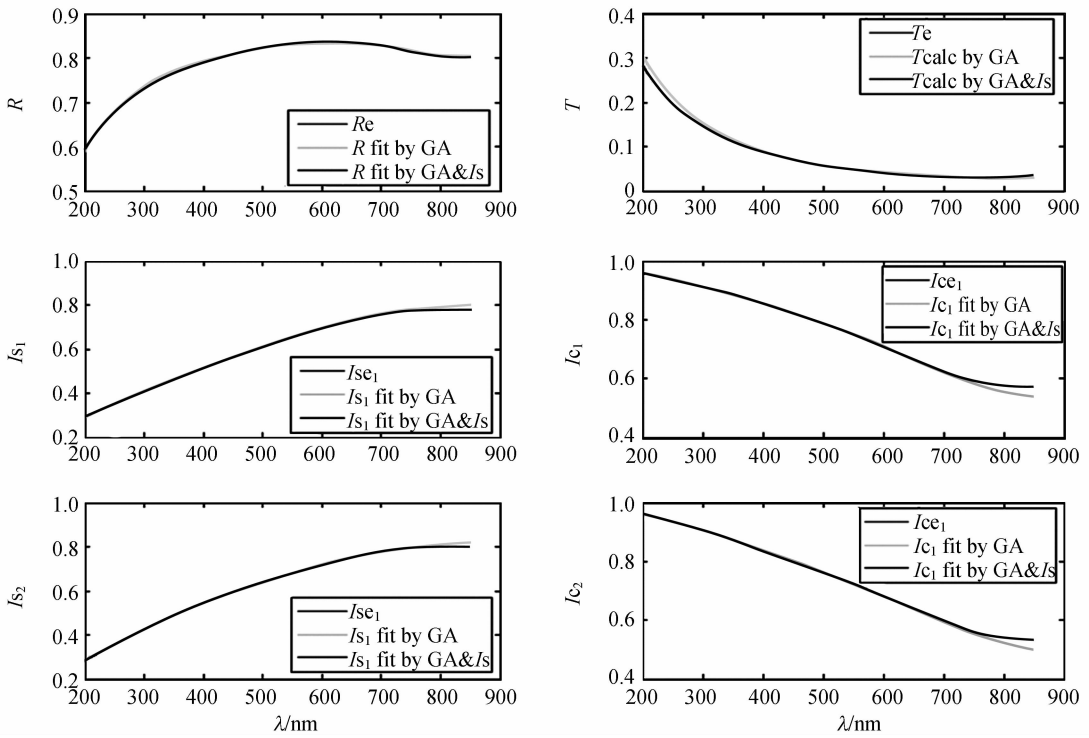 0.9
0.8
0.7
0.6
0.5
R
Re
R fit by GA
R fit by GA&Is
200 300 400 500 600 700 800 900
0.4
0.3
0.2
0.1
0
T
Te
Tcalc by GA
Tcalc by GA&Is
200 300 400 500 600 700 800 900
1.0
0.8
0.6
0.4
0.2
Is₁
Ise₁
Is₁ fit by GA
Is₁ fit by GA&Is
200 300 400 500 600 700 800 900
1.0
0.8
0.6
0.4
Ic₁
Ice₁
Ic₁ fit by GA
Ic₁ fit by GA&Is
200 300 400 500 600 700 800 900
1.0
0.8
0.6
0.4
0.2
Is₂
Ise₁
Is₁ fit by GA
Is₁ fit by GA&Is
200 300 400 500 600 700 800 900
λ/nm
1.0
0.8
0.6
0.4
Ic₂
Ice₁
Ic₁ fit by GA
Ic₁ fit by GA&Is
200 300 400 500 600 700 800 900
λ/nm